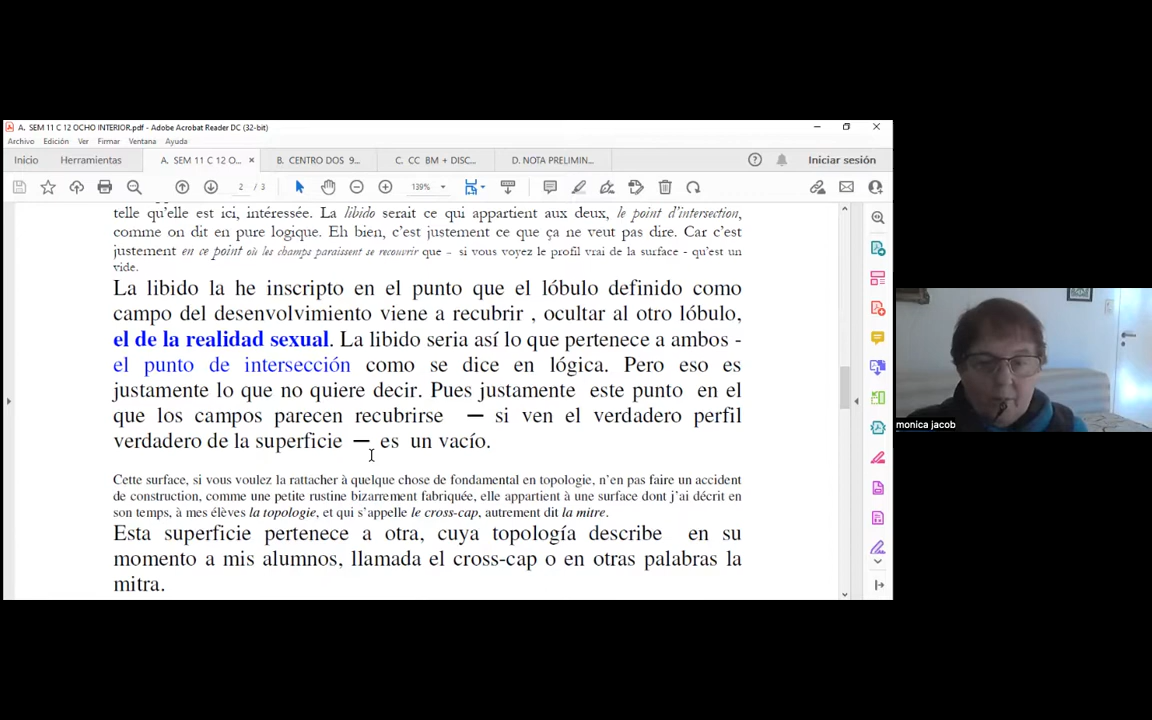 A. SEM 11 C 12 OCHO INTERIOR.pdf - Adobe Acrobat Reader DC (32-bit)
Archivo Edición Ver Firmar Ventana Ayuda
Inicio Herramientas A. SEM 11 C 12 O... B. CENTRO DOS 9... C. CC BM + DISC... D. NOTA PRELIMIN... Iniciar sesión
2 / 3 139%
telle qu'elle est ici, intéressée. La libido serait ce qui appartient aux deux, le point d'intersection,
comme on dit en pure logique. Eh bien, c'est justement ce que ça ne veut pas dire. Car c'est
justement en ce point où les champs paraissent se recouvrir que – si vous voyez le profil vrai de la surface - qu'est un
vide.
La libido la he inscripto en el punto que el lóbulo definido como
campo del desenvolvimiento viene a recubrir , ocultar al otro lóbulo,
el de la realidad sexual. La libido seria así lo que pertenece a ambos -
el punto de intersección como se dice en lógica. Pero eso es
justamente lo que no quiere decir. Pues justamente este punto en el
que los campos parecen recubrirse — si ven el verdadero perfil
verdadero de la superficie — es un vacío.
Cette surface, si vous voulez la rattacher à quelque chose de fondamental en topologie, n'en pas faire un accident
de construction, comme une petite rustine bizarrement fabriquée, elle appartient à une surface dont j'ai décrit en
son temps, à mes élèves la topologie, et qui s'appelle le cross-cap, autrement dit la mitre.
Esta superficie pertenece a otra, cuya topología describe en su
momento a mis alumnos, llamada el cross-cap o en otras palabras la
mitra.
monica jacob